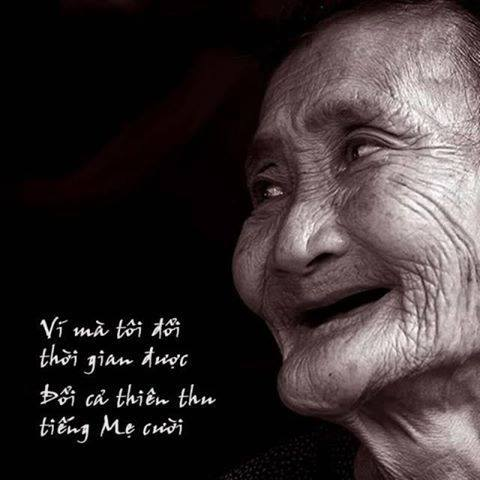 Ví mà tôi đổi
thời gian được
Đổi cả thiên thu
tiếng Mẹ cười